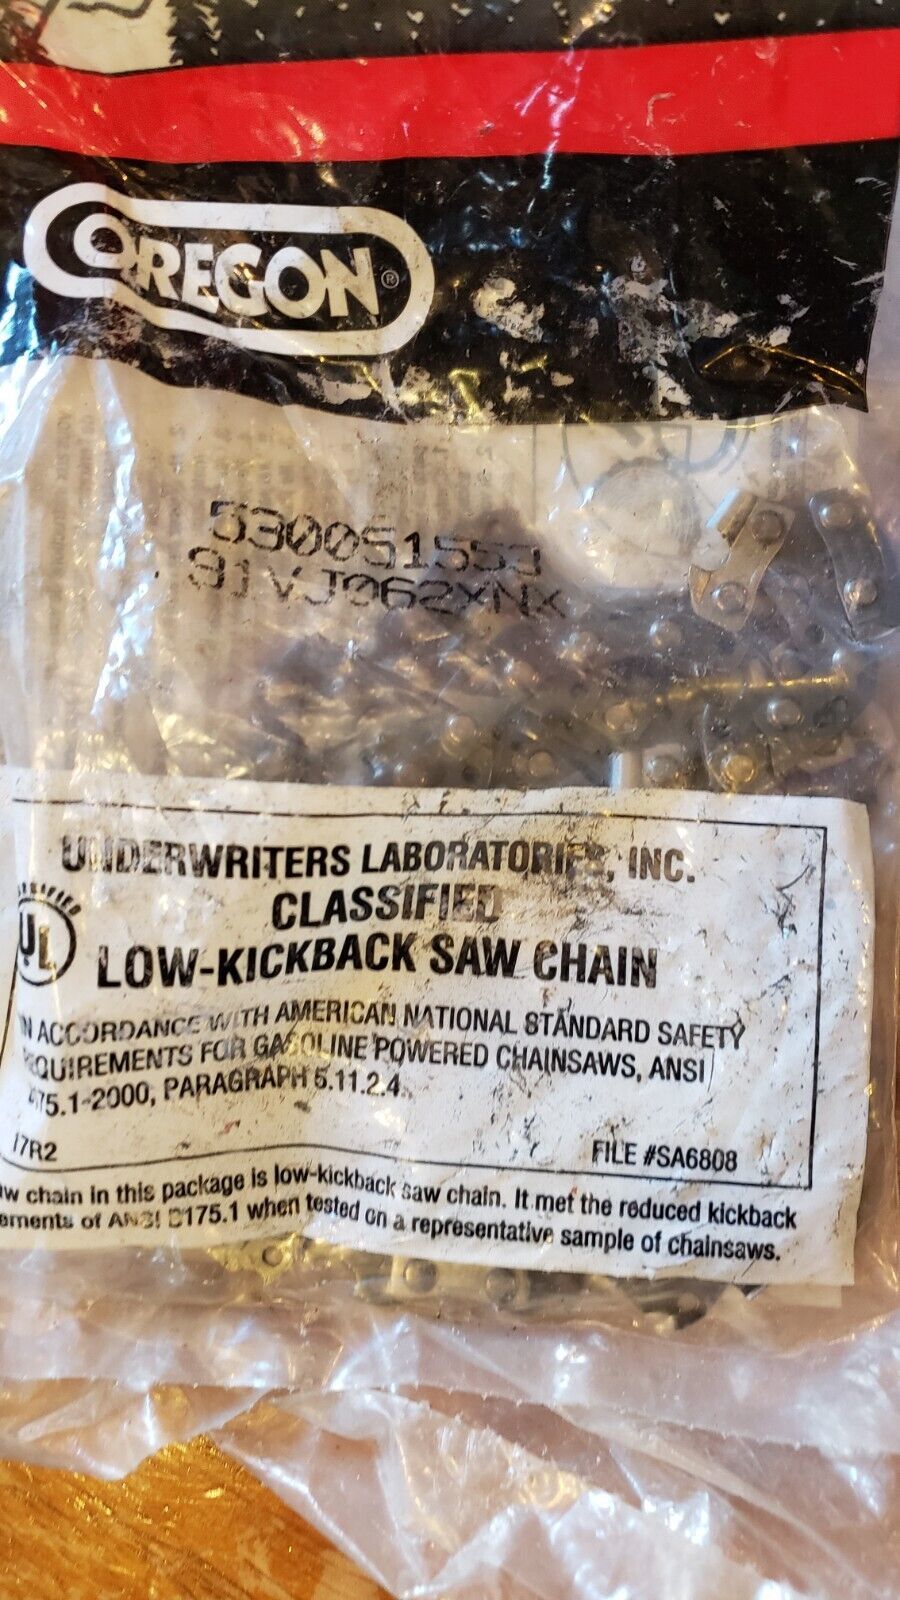 OREGON®
530051553
91VJ062XNX
UNDERWRITERS LABORATORIES, INC.
CLASSIFIED
UL
CLASSIFIED
LOW-KICKBACK SAW CHAIN
IN ACCORDANCE WITH AMERICAN NATIONAL STANDARD SAFETY
REQUIREMENTS FOR GASOLINE POWERED CHAINSAWS, ANSI
175.1-2000, PARAGRAPH 5.11.2.4.
17R2 FILE #SA6808
aw chain in this package is low-kickback saw chain. It met the reduced kickback
ements of ANSI B175.1 when tested on a representative sample of chainsaws.